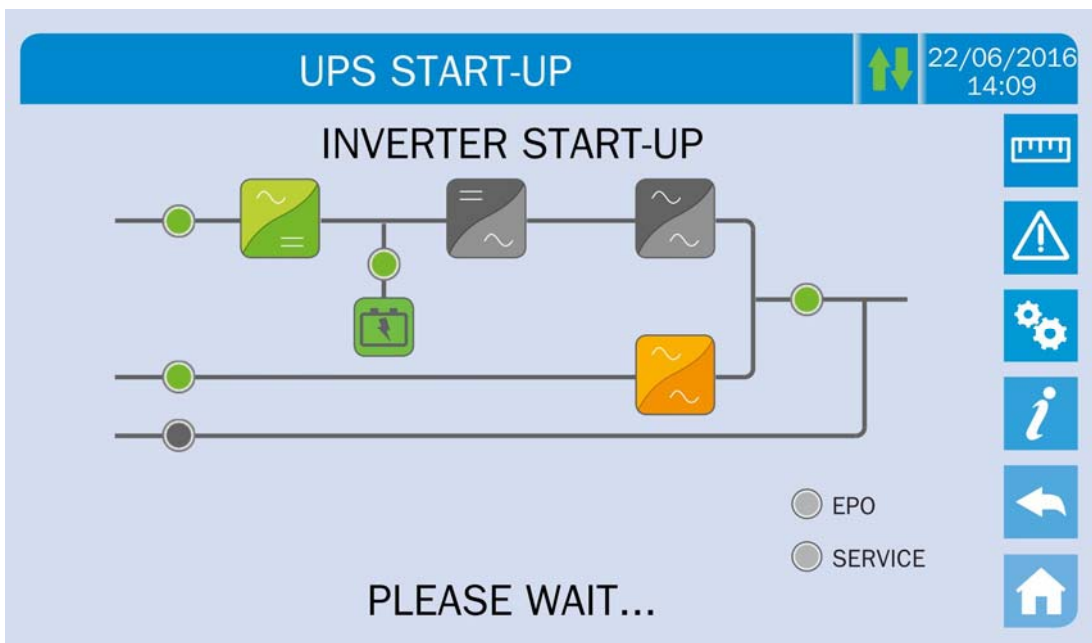 UPS START-UP
22/06/2016
14:09
INVERTER START-UP
EPO
SERVICE
PLEASE WAIT...